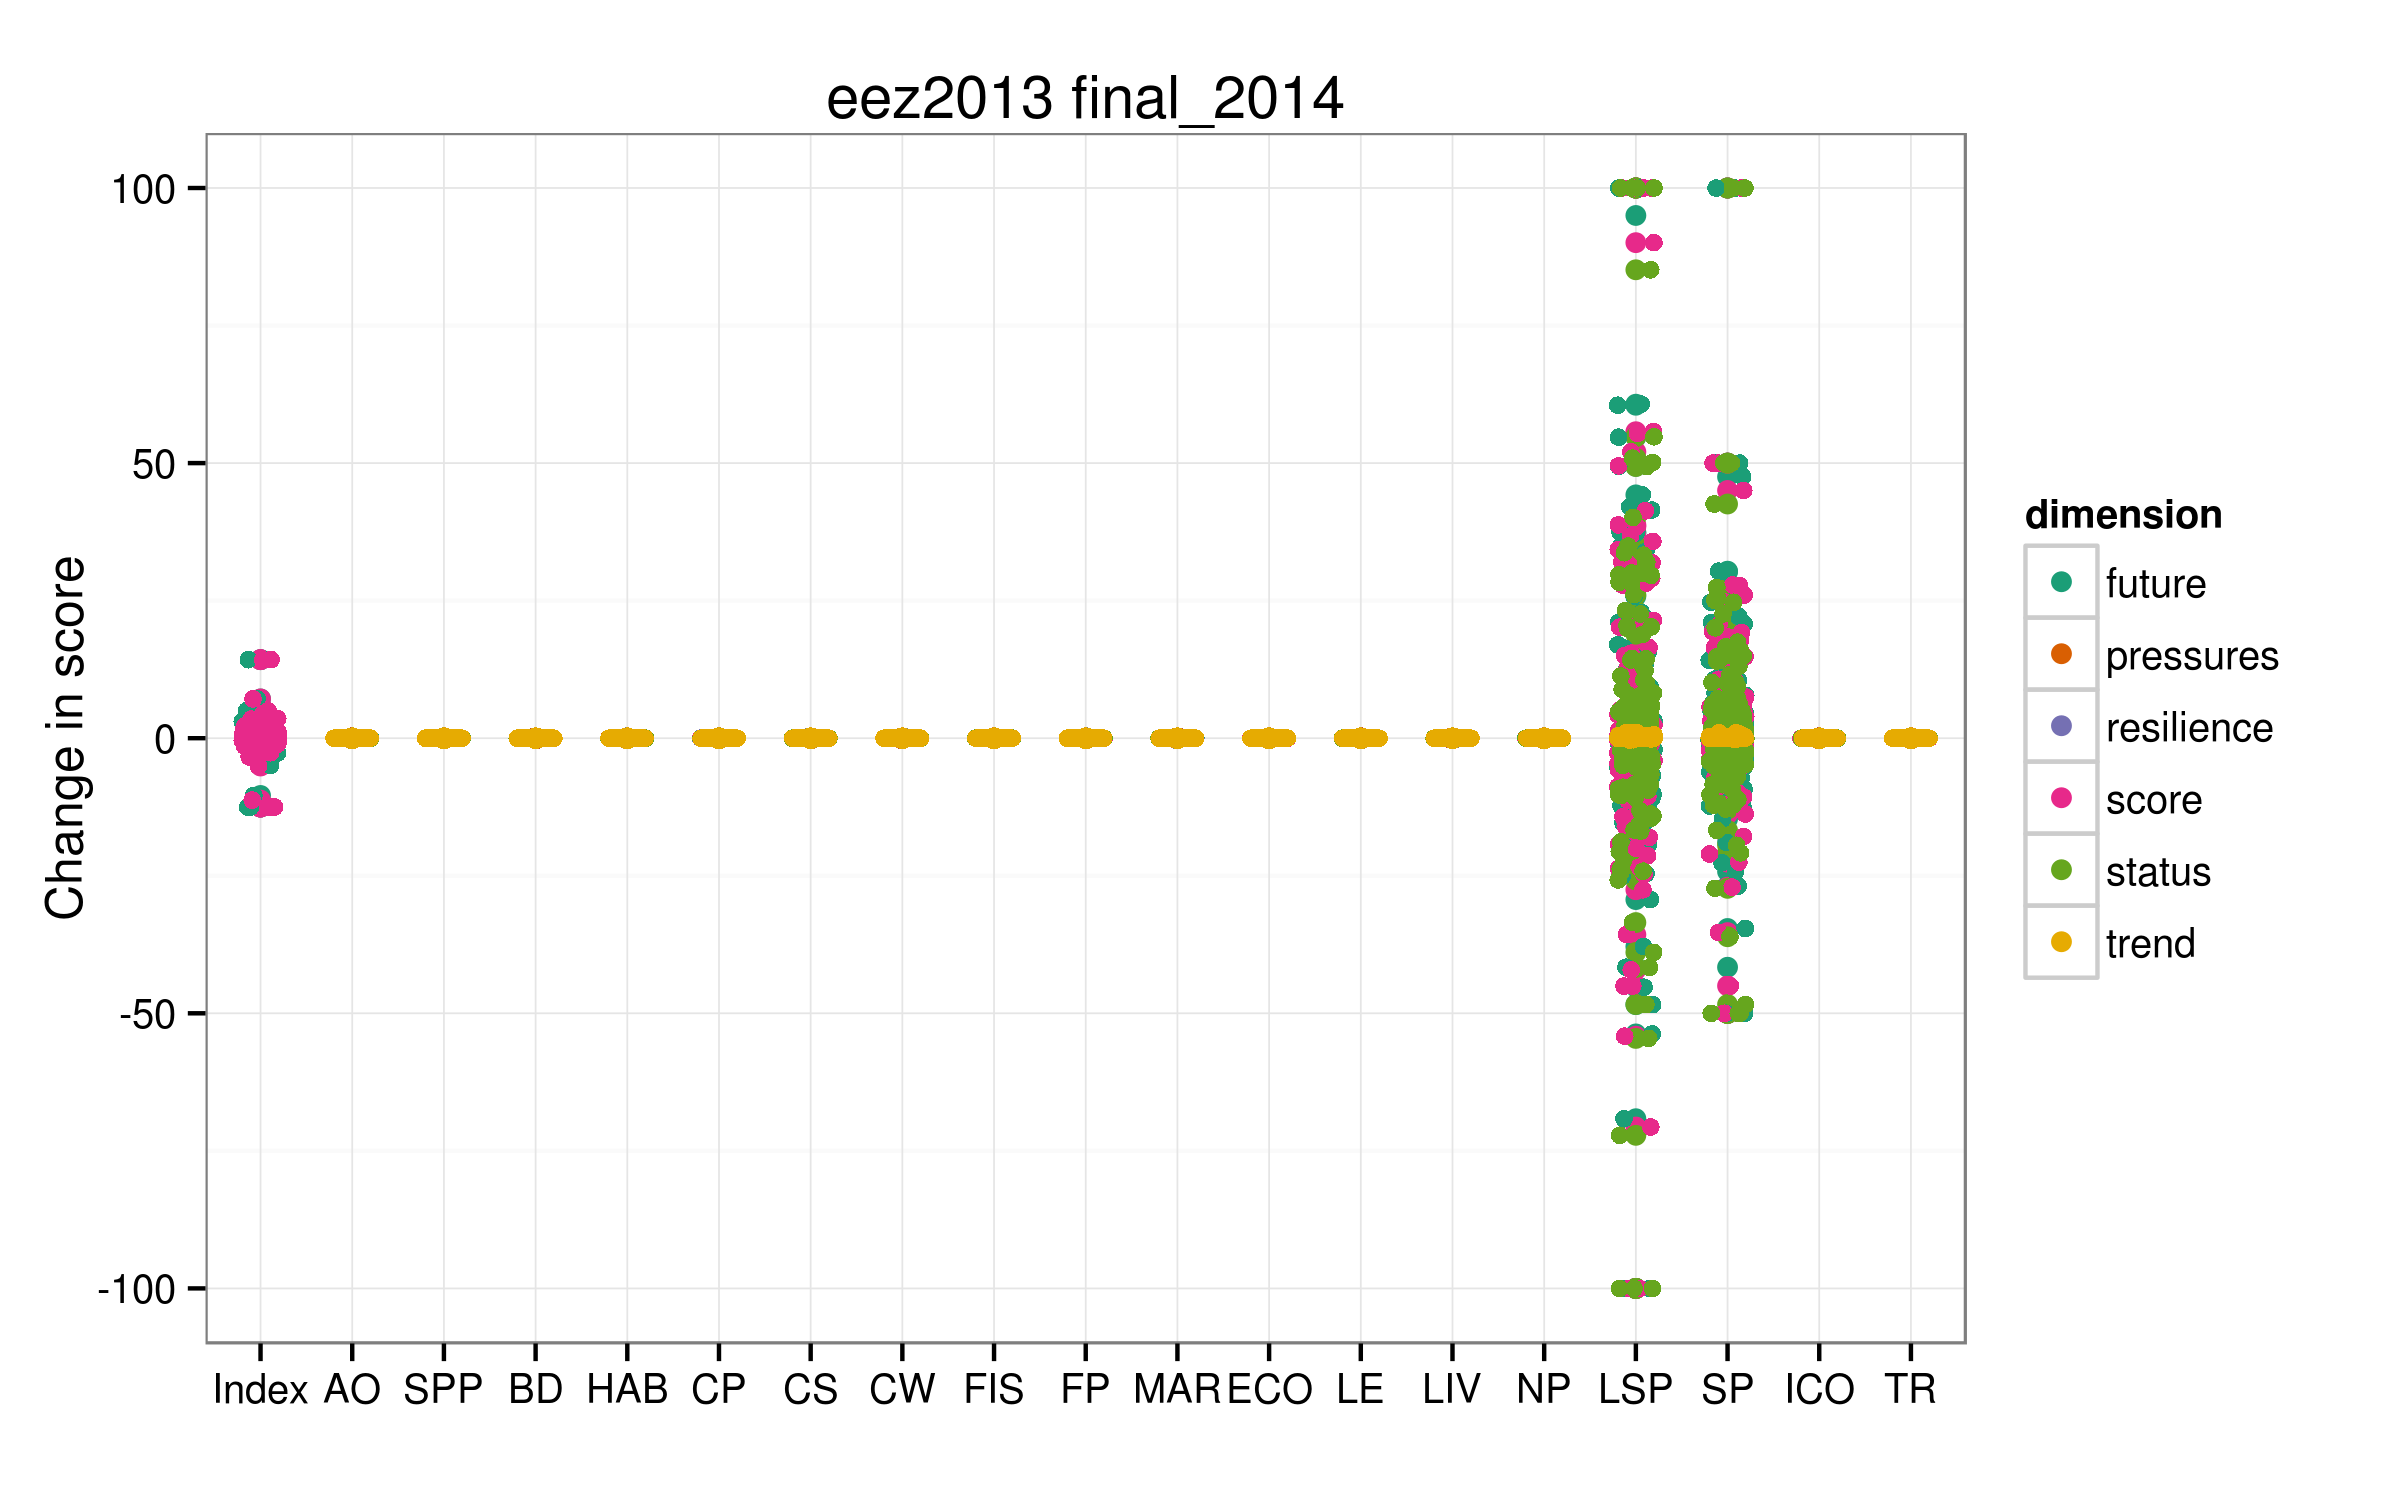 eez2013 final_2014
Change in score
100
50
0
-50
-100
Index AO SPP BD HAB CP CS CW FIS FP MAR ECO LE LIV NP LSP SP ICO TR
dimension
future
pressures
resilience
score
status
trend